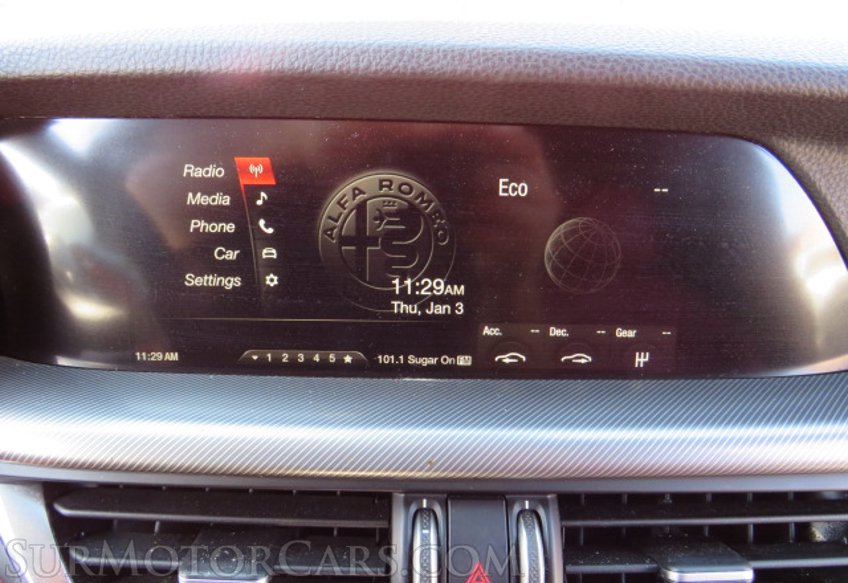 Radio
Media
Phone
Car
Settings
ALFA ROMEO
11:29AM
Thu, Jan 3
Eco --
Acc. -- Dec. -- Gear --
11:29 AM
1 2 3 4 5
101.1 Sugar On FM
SurMotorCars.com